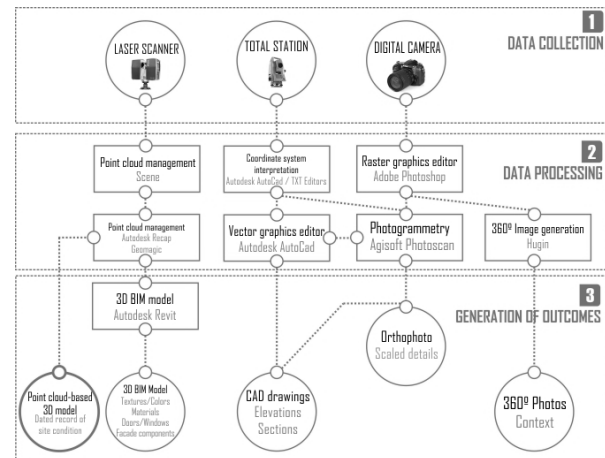 1
DATA COLLECTION
LASER SCANNER
TOTAL STATION
DIGITAL CAMERA
2
DATA PROCESSING
Point cloud management
Scene
Coordinate system
interpretation
Autodesk AutoCad / TXT Editors
Raster graphics editor
Adobe Photoshop
Point cloud management
Autodesk Recap
Geomagic
Vector graphics editor
Autodesk AutoCad
Photogrammetry
Agisoft Photoscan
360º Image generation
Hugin
3
GENERATION OF OUTCOMES
3D BIM model
Autodesk Revit
Orthophoto
Scaled details
Point cloud-based
3D model
Dated record of
site condition
3D BIM Model
Textures/Colors
Materials
Doors/Windows
Facade components
CAD drawings
Elevations
Sections
360º Photos
Context